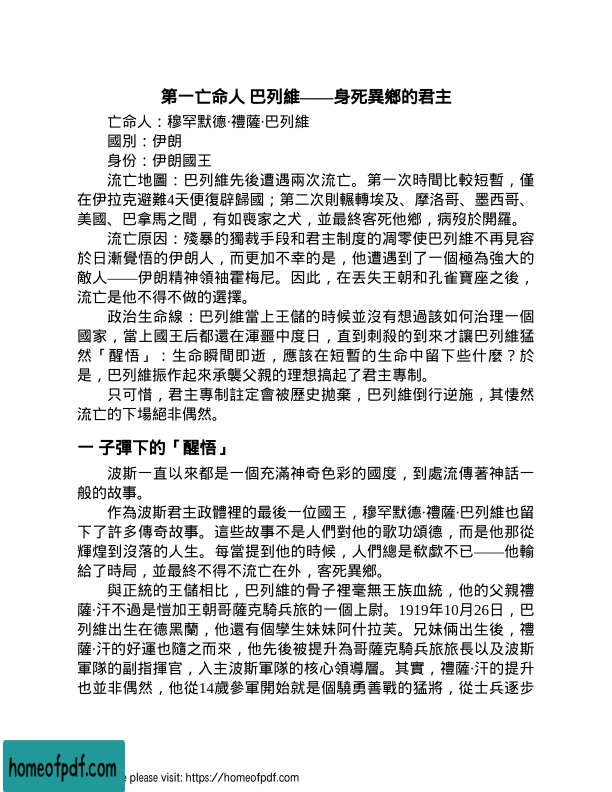 第一亡命人 巴列維——身死異鄉的君主
亡命人：穆罕默德·禮薩·巴列維
國別：伊朗
身份：伊朗國王
流亡地圖：巴列維先後遭遇兩次流亡。第一次時間比較短暫，僅
在伊拉克避難4天便復辟歸國；第二次則輾轉埃及、摩洛哥、墨西哥、
美國、巴拿馬之間，有如喪家之犬，並最終客死他鄉，病歿於開羅。
流亡原因：殘暴的獨裁手段和君主制度的凋零使巴列維不再見容
於日漸覺悟的伊朗人，而更加不幸的是，他遭遇到了一個極為強大的
敵人——伊朗精神領袖霍梅尼。因此，在丟失王朝和孔雀寶座之後，
流亡是他不得不做的選擇。
政治生命線：巴列維當上王儲的時候並沒有想過該如何治理一個
國家，當上國王后都還在渾噩中度日，直到刺殺的到來才讓巴列維猛
然「醒悟」：生命瞬間即逝，應該在短暫的生命中留下些什麼？於
是，巴列維振作起來承襲父親的理想搞起了君主專制。
只可惜，君主專制註定會被歷史拋棄，巴列維倒行逆施，其悽然
流亡的下場絕非偶然。
一 子彈下的「醒悟」
波斯一直以來都是一個充滿神奇色彩的國度，到處流傳著神話一
般的故事。
作為波斯君主政體裡的最後一位國王，穆罕默德·禮薩·巴列維也留
下了許多傳奇故事。這些故事不是人們對他的歌功頌德，而是他那從
輝煌到沒落的人生。每當提到他的時候，人們總是欷歔不已——他輸
給了時局，並最終不得不流亡在外，客死異鄉。
與正統的王儲相比，巴列維的骨子裡毫無王族血統，他的父親禮
薩·汗不過是愷加王朝哥薩克騎兵旅的一個上尉。1919年10月26日，巴
列維出生在德黑蘭，他還有個孿生妹妹阿什拉芙。兄妹倆出生後，禮
薩·汗的好運也隨之而來，他先後被提升為哥薩克騎兵旅旅長以及波斯
軍隊的副指揮官，入主波斯軍隊的核心領導層。其實，禮薩·汗的提升
也並非偶然，他從14歲參軍開始就是個驍勇善戰的猛將，從士兵逐步
homeofpdf.com
e please visit: https://homeofpdf.com